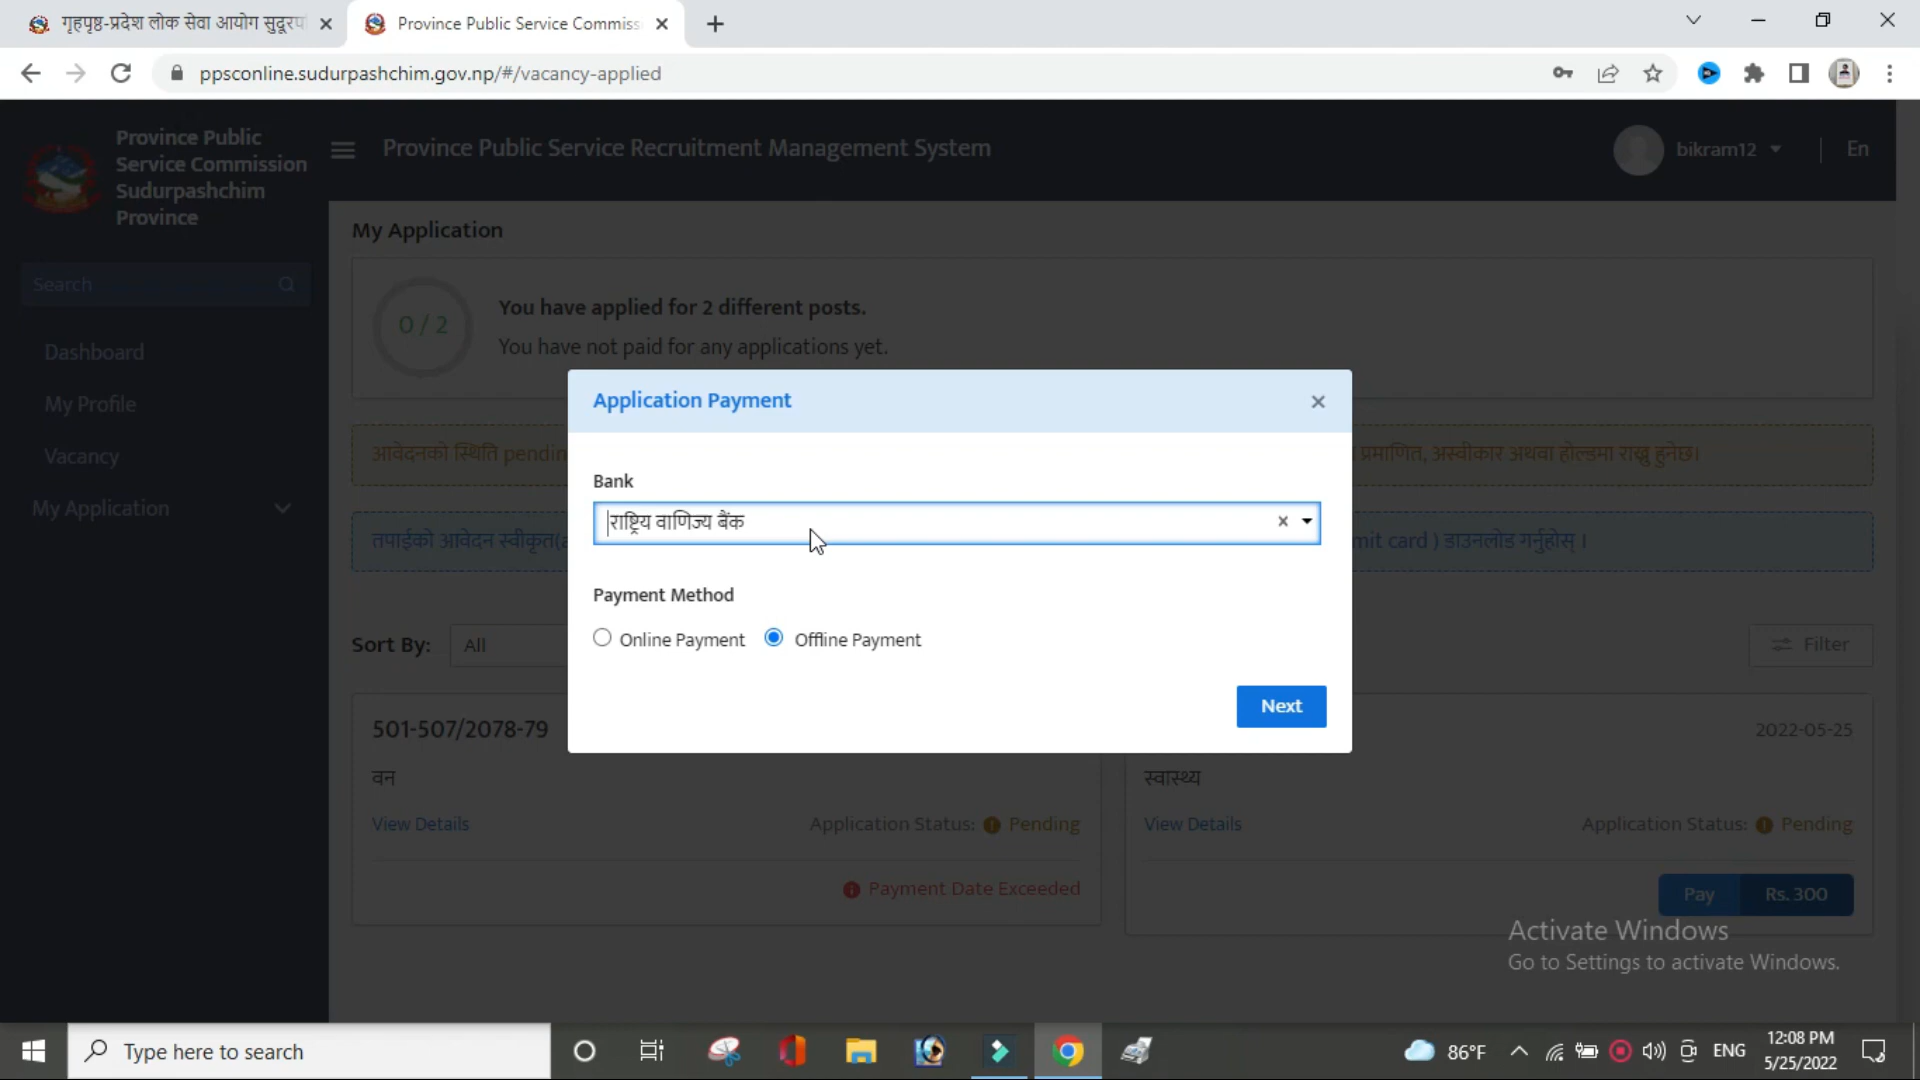 गृहपृष्ठ-प्रदेश लोक सेवा आयोग सुदूरप
Province Public Service Commiss
ppsconline.sudurpashchim.gov.np/#/vacancy-applied
Province Public
Service Commission
Sudurpashchim
Province
Province Public Service Recruitment Management System
bikram12
En
Search
Dashboard
My Profile
Vacancy
My Application
My Application
0 / 2
You have applied for 2 different posts.
You have not paid for any applications yet.
आवेदनको स्थिति pendin
प्रमाणित, अस्वीकार अथवा होल्डमा राख्नु हुनेछ।
तपाईको आवेदन स्वीकृत(a
mit card ) डाउनलोड गर्नुहोस् ।
Application Payment
×
Bank
राष्ट्रिय वाणिज्य बैंक
×
Payment Method
Online Payment
Offline Payment
Next
Sort By:
All
Filter
501-507/2078-79
वन
View Details
Application Status:
Pending
Payment Date Exceeded
2022-05-25
स्वास्थ्य
View Details
Application Status:
Pending
Pay
Rs. 300
Activate Windows
Go to Settings to activate Windows.
Type here to search
86°F
ENG
12:08 PM
5/25/2022